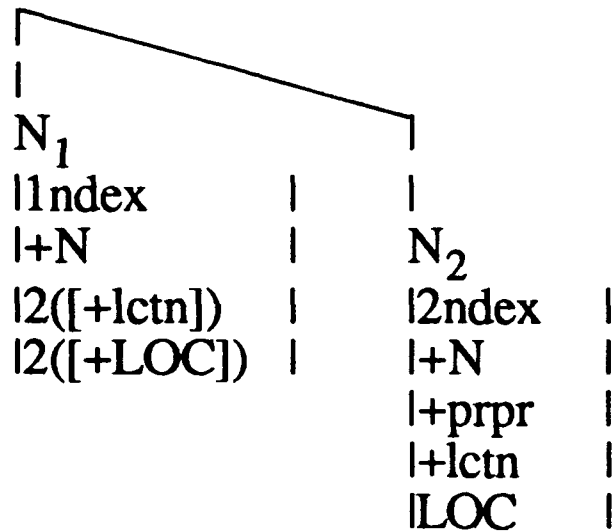 N1
|1ndex |
|+N |
|2([+lctn]) |
|2([+LOC]) |
N2
|2ndex |
|+N |
|+prpr |
|+lctn |
|LOC |